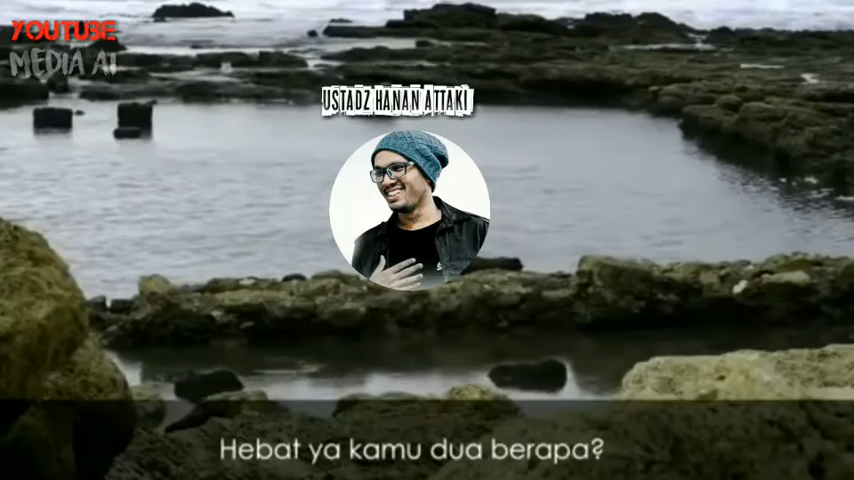 YOUTUBE
MEDIA AI
USTADZ HANAN ATTAKI
Hebat ya kamu dua berapa?